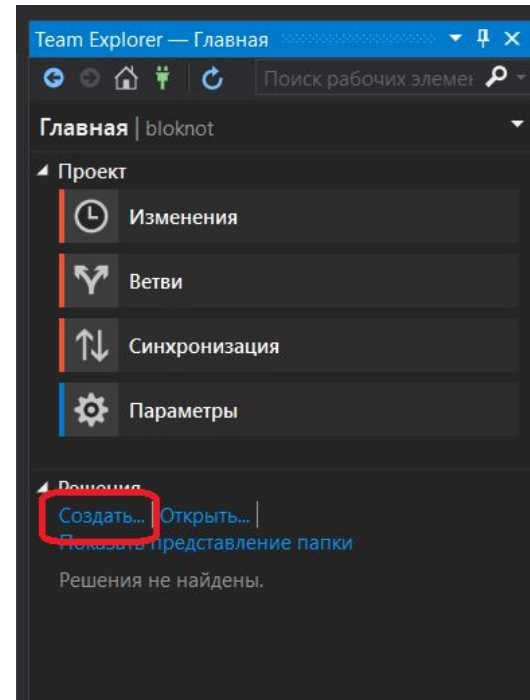 Team Explorer — Главная
Поиск рабочих элемен
Главная | bloknot
Проект
Изменения
Ветви
Синхронизация
Параметры
Решения
Создать... | Открыть... |
Показать представление папки
Решения не найдены.